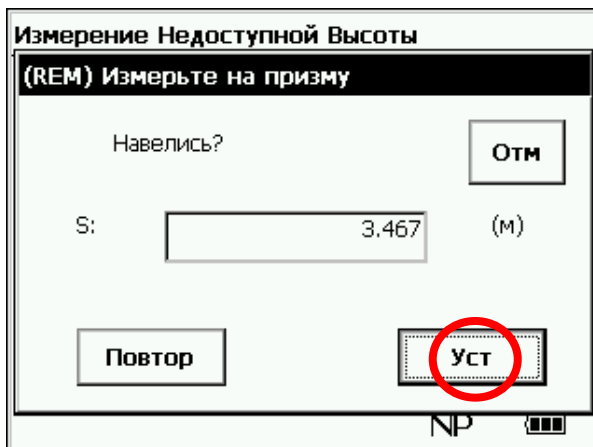 Измерение Недоступной Высоты
(REM) Измерьте на призму
Навелись?
Отм
S: 3.467 (м)
Повтор Уст
NP